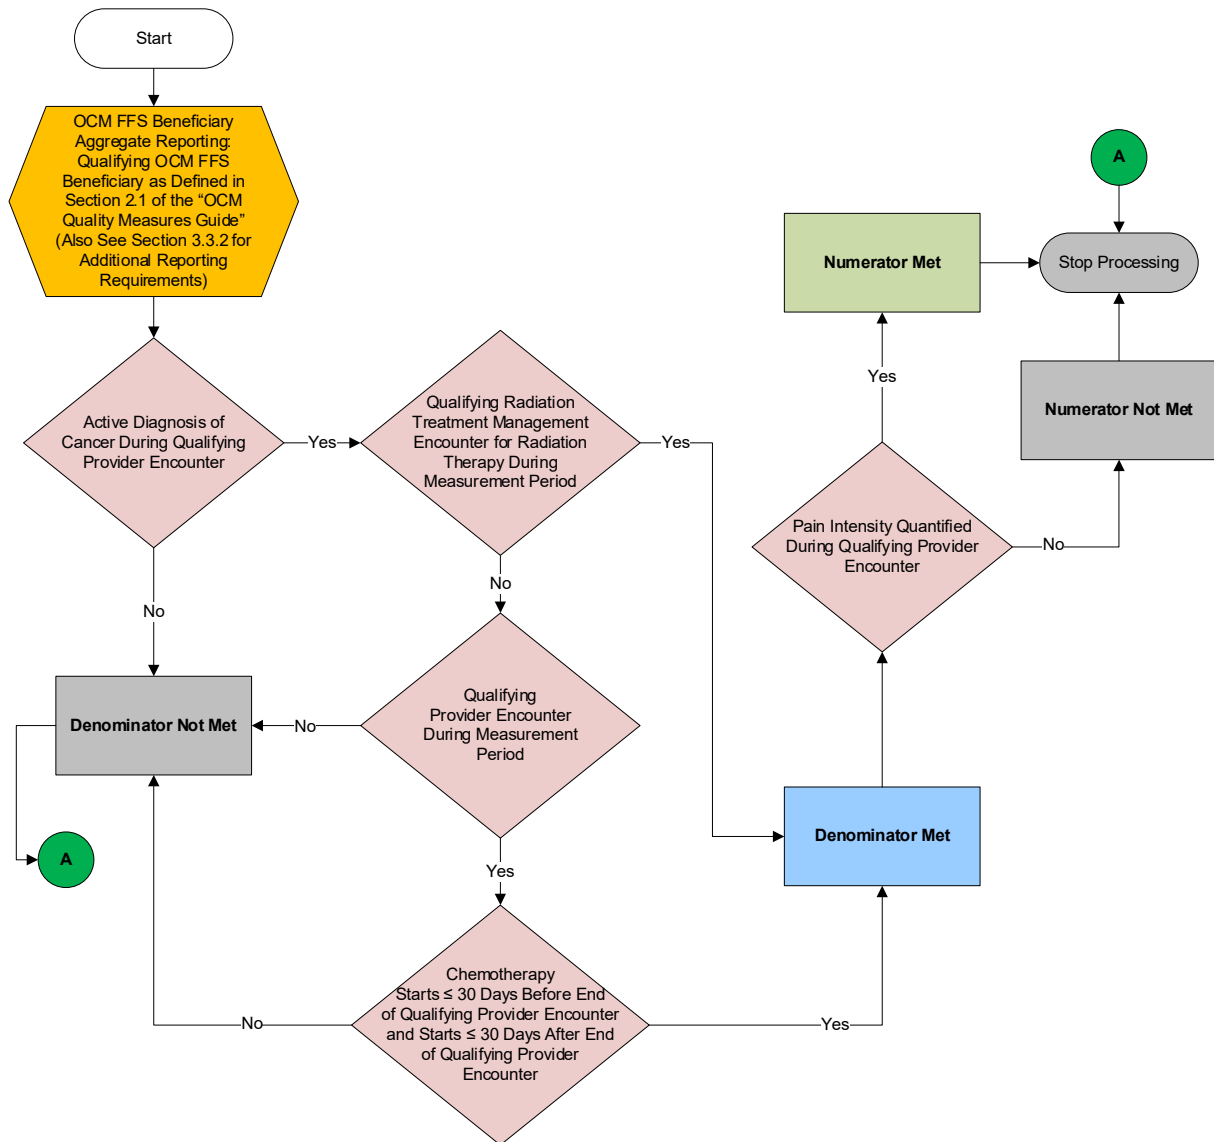 Start
OCM FFS Beneficiary
Aggregate Reporting:
Qualifying OCM FFS
Beneficiary as Defined in
Section 2.1 of the “OCM
Quality Measures Guide”
(Also See Section 3.3.2 for
Additional Reporting
Requirements)
Active Diagnosis of
Cancer During Qualifying
Provider Encounter
Yes
No
Qualifying Radiation
Treatment Management
Encounter for Radiation
Therapy During
Measurement Period
Yes
No
Qualifying
Provider Encounter
During Measurement
Period
No
Yes
Denominator Not Met
A
Chemotherapy
Starts ≤ 30 Days Before End
of Qualifying Provider Encounter
and Starts ≤ 30 Days After End
of Qualifying Provider
Encounter
No
Yes
Denominator Met
Pain Intensity Quantified
During Qualifying Provider
Encounter
Yes
No
Numerator Met
Numerator Not Met
A
Stop Processing